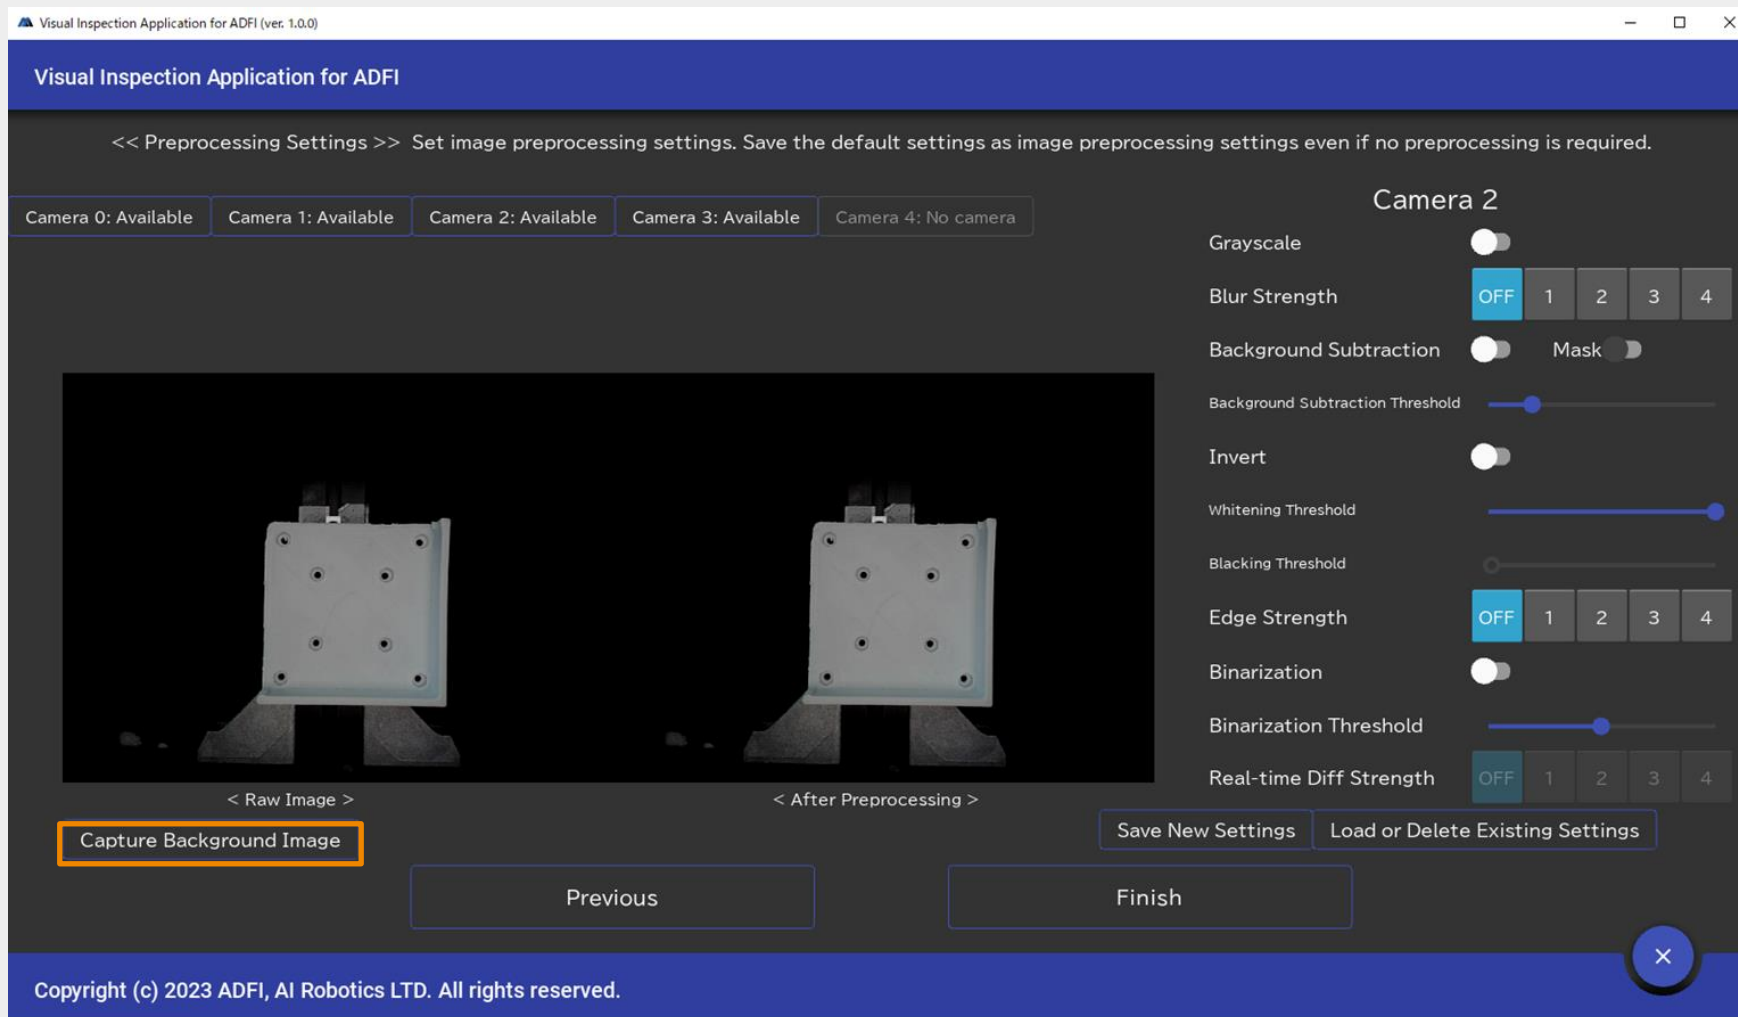 Visual Inspection Application for ADFI (ver. 1.0.0)
Visual Inspection Application for ADFI
<< Preprocessing Settings >> Set image preprocessing settings. Save the default settings as image preprocessing settings even if no preprocessing is required.
Camera 0: Available
Camera 1: Available
Camera 2: Available
Camera 3: Available
Camera 4: No camera
Camera 2
Grayscale
Blur Strength OFF 1 2 3 4
Background Subtraction Mask
Background Subtraction Threshold
Invert
Whitening Threshold
Blacking Threshold
Edge Strength OFF 1 2 3 4
Binarization
Binarization Threshold
Real-time Diff Strength OFF 1 2 3 4
< Raw Image >
< After Preprocessing >
Capture Background Image
Save New Settings
Load or Delete Existing Settings
Previous
Finish
Copyright (c) 2023 ADFI, AI Robotics LTD. All rights reserved.